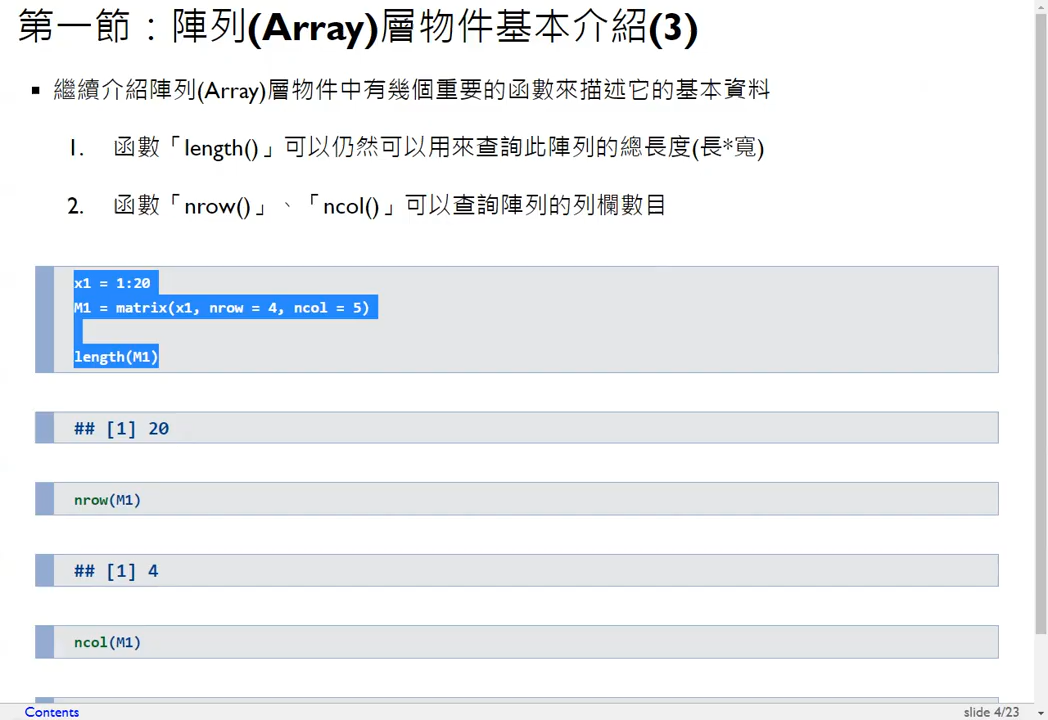 第一節：陣列(Array)層物件基本介紹(3)
繼續介紹陣列(Array)層物件中有幾個重要的函數來描述它的基本資料
1. 函數「length()」可以仍然可以用來查詢此陣列的總長度(長*寬)
2. 函數「nrow()」、「ncol()」可以查詢陣列的列欄數目
x1 = 1:20
M1 = matrix(x1, nrow = 4, ncol = 5)
length(M1)
## [1] 20
nrow(M1)
## [1] 4
ncol(M1)
Contents
slide 4/23